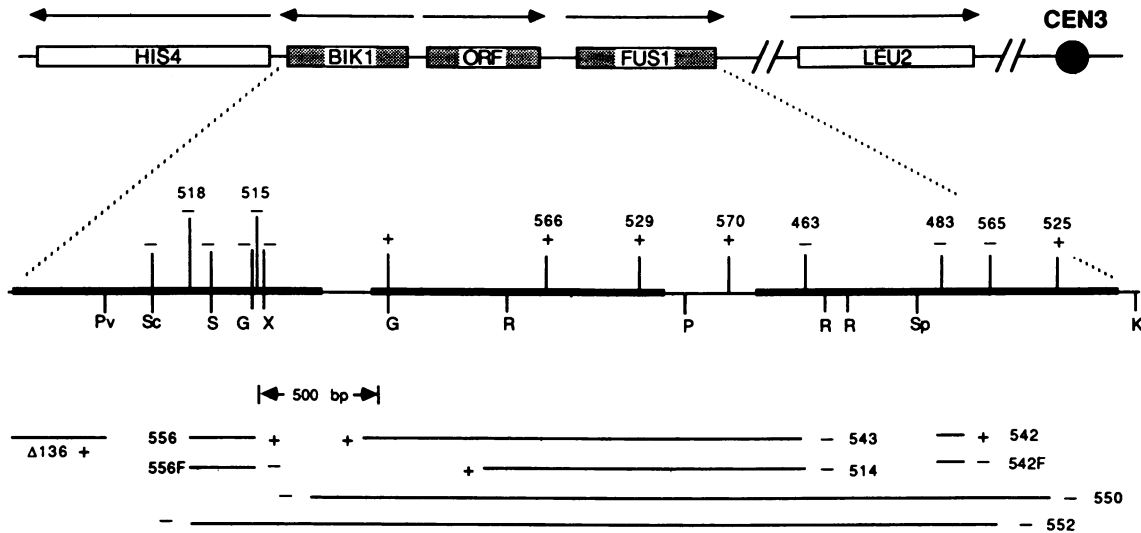 CEN3
HIS4 BIK1 ORF FUS1 LEU2
518 515 566 529 570 463 483 565 525
− − − − − − + + + + − − − +
Pv Sc S G X G R P R R Sp K
500 bp
556 + + − 543 + 542
Δ136 +
556F − + − 514 − 542F
− − 550
− − 552